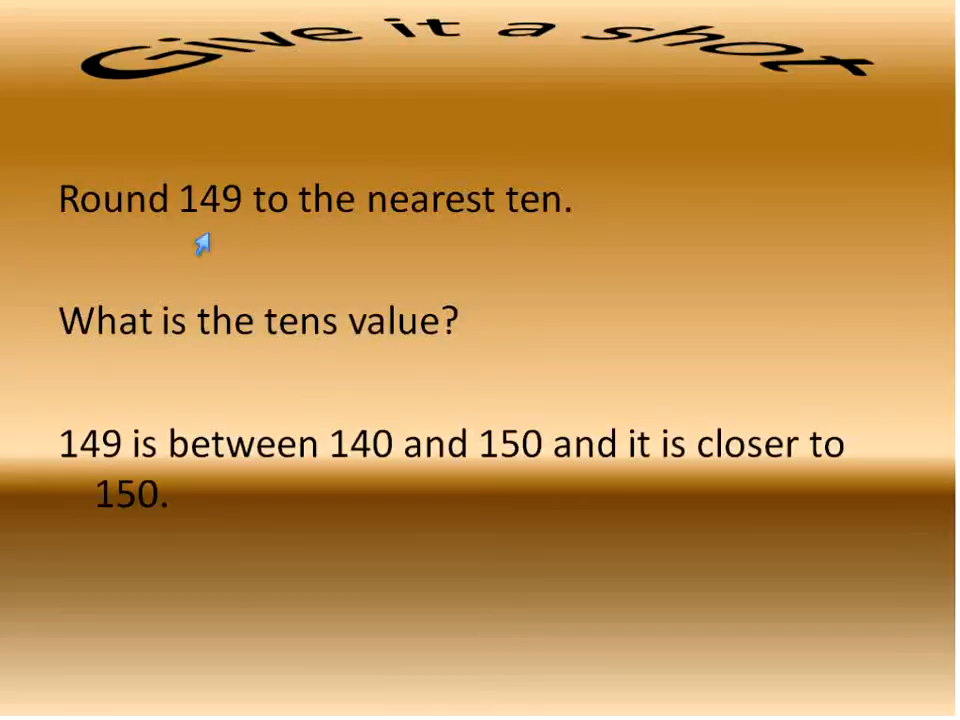 Give it a shot
Round 149 to the nearest ten.
What is the tens value?
149 is between 140 and 150 and it is closer to
150.